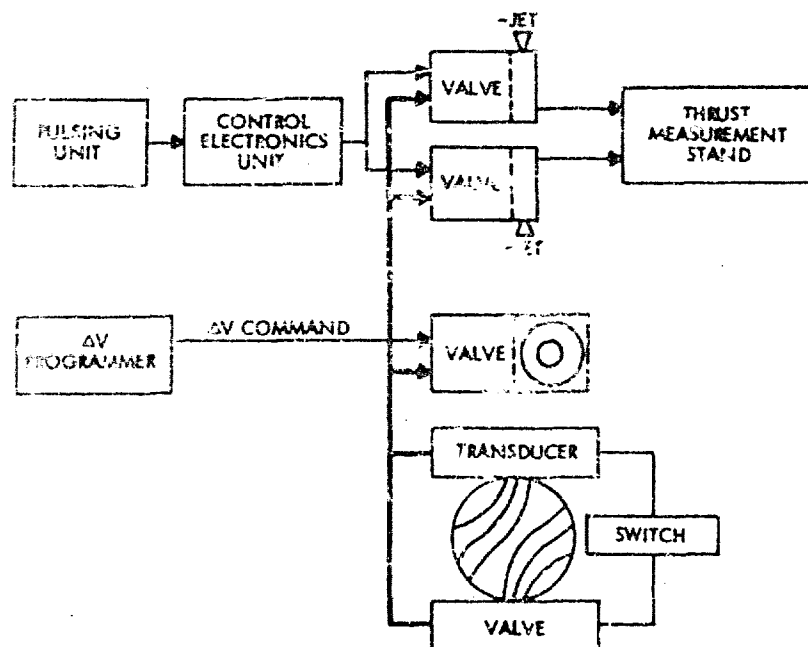 -JET
VALVE
PULSING
UNIT
CONTROL
ELECTRONICS
UNIT
THRUST
MEASUREMENT
STAND
VALVE
ΔV
PROGRAMMER
ΔV COMMAND
VALVE
TRANSDUCER
SWITCH
VALVE